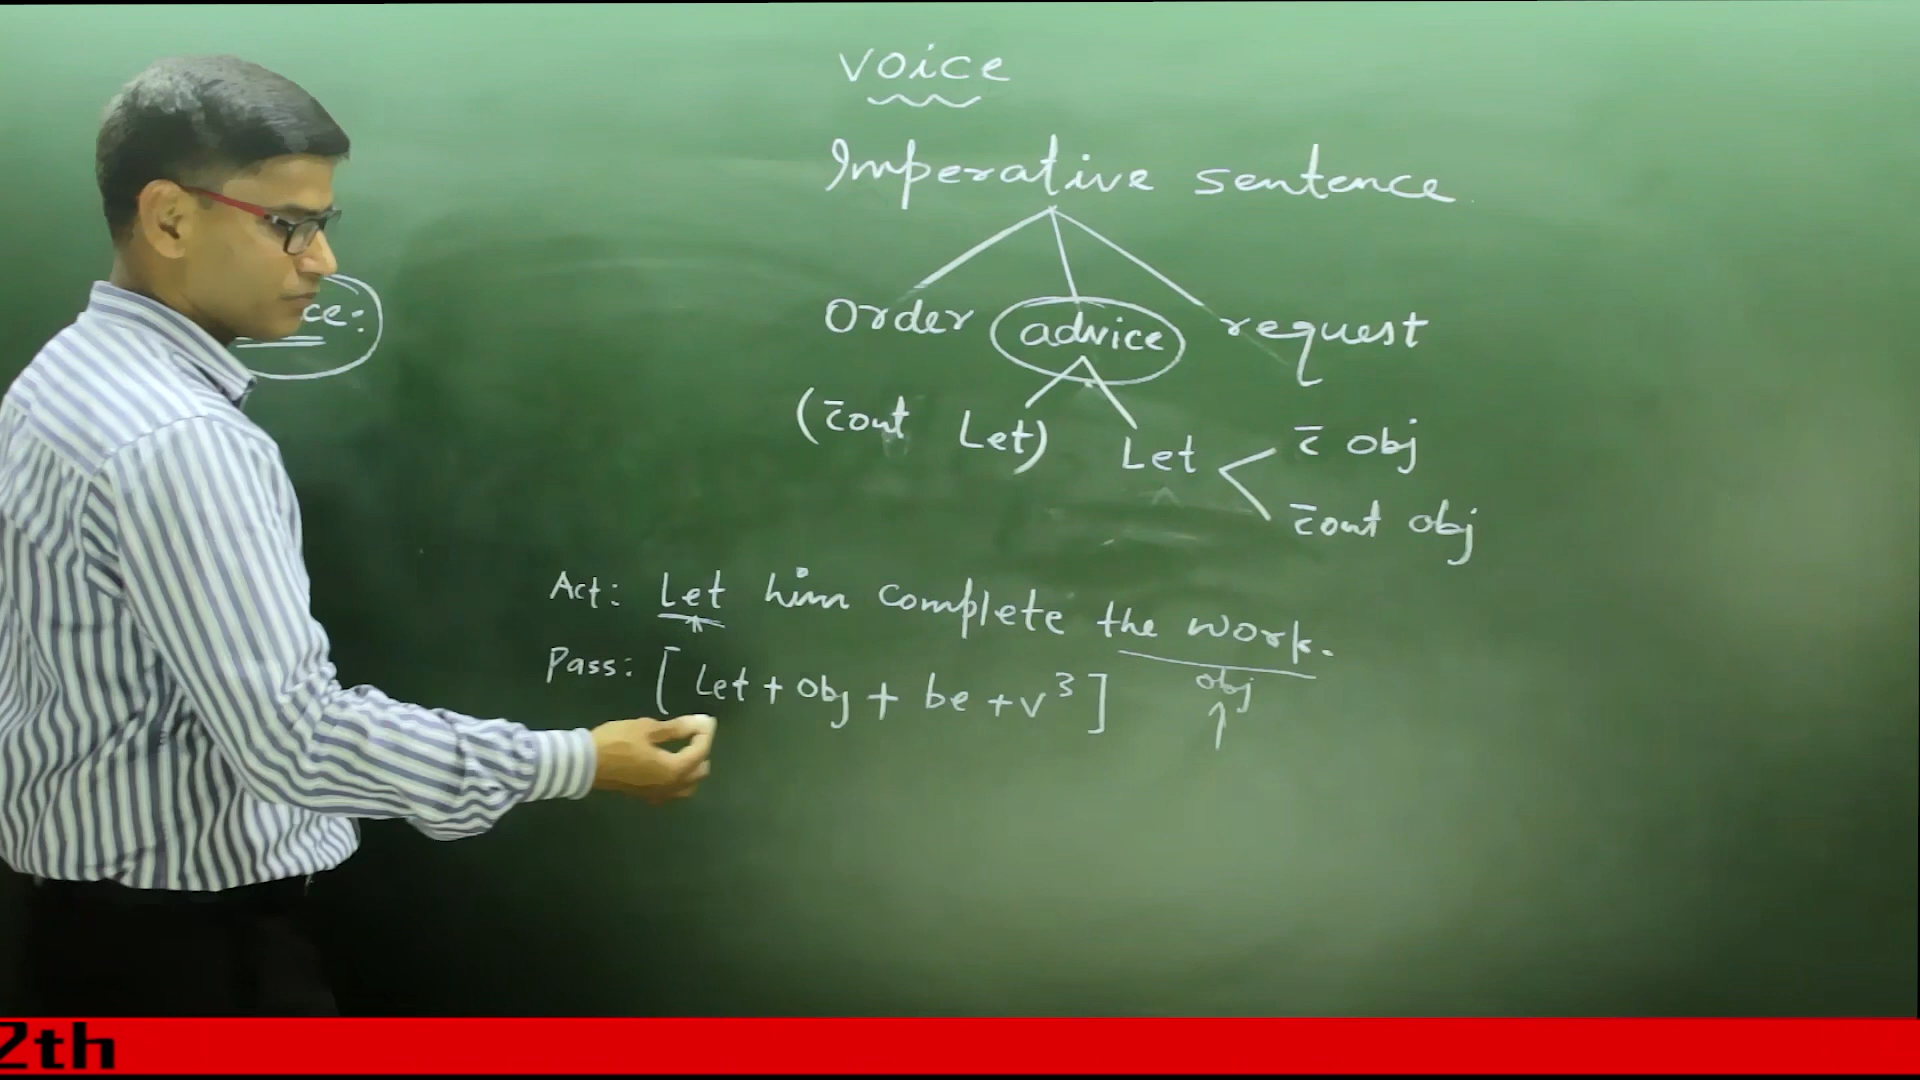 voice
Imperative sentence
Order advice request
(c̄out Let) Let c̄ obj
c̄out obj
ce:
Act: Let him complete the work.
obj
Pass: [Let + obj + be + v³]
2th